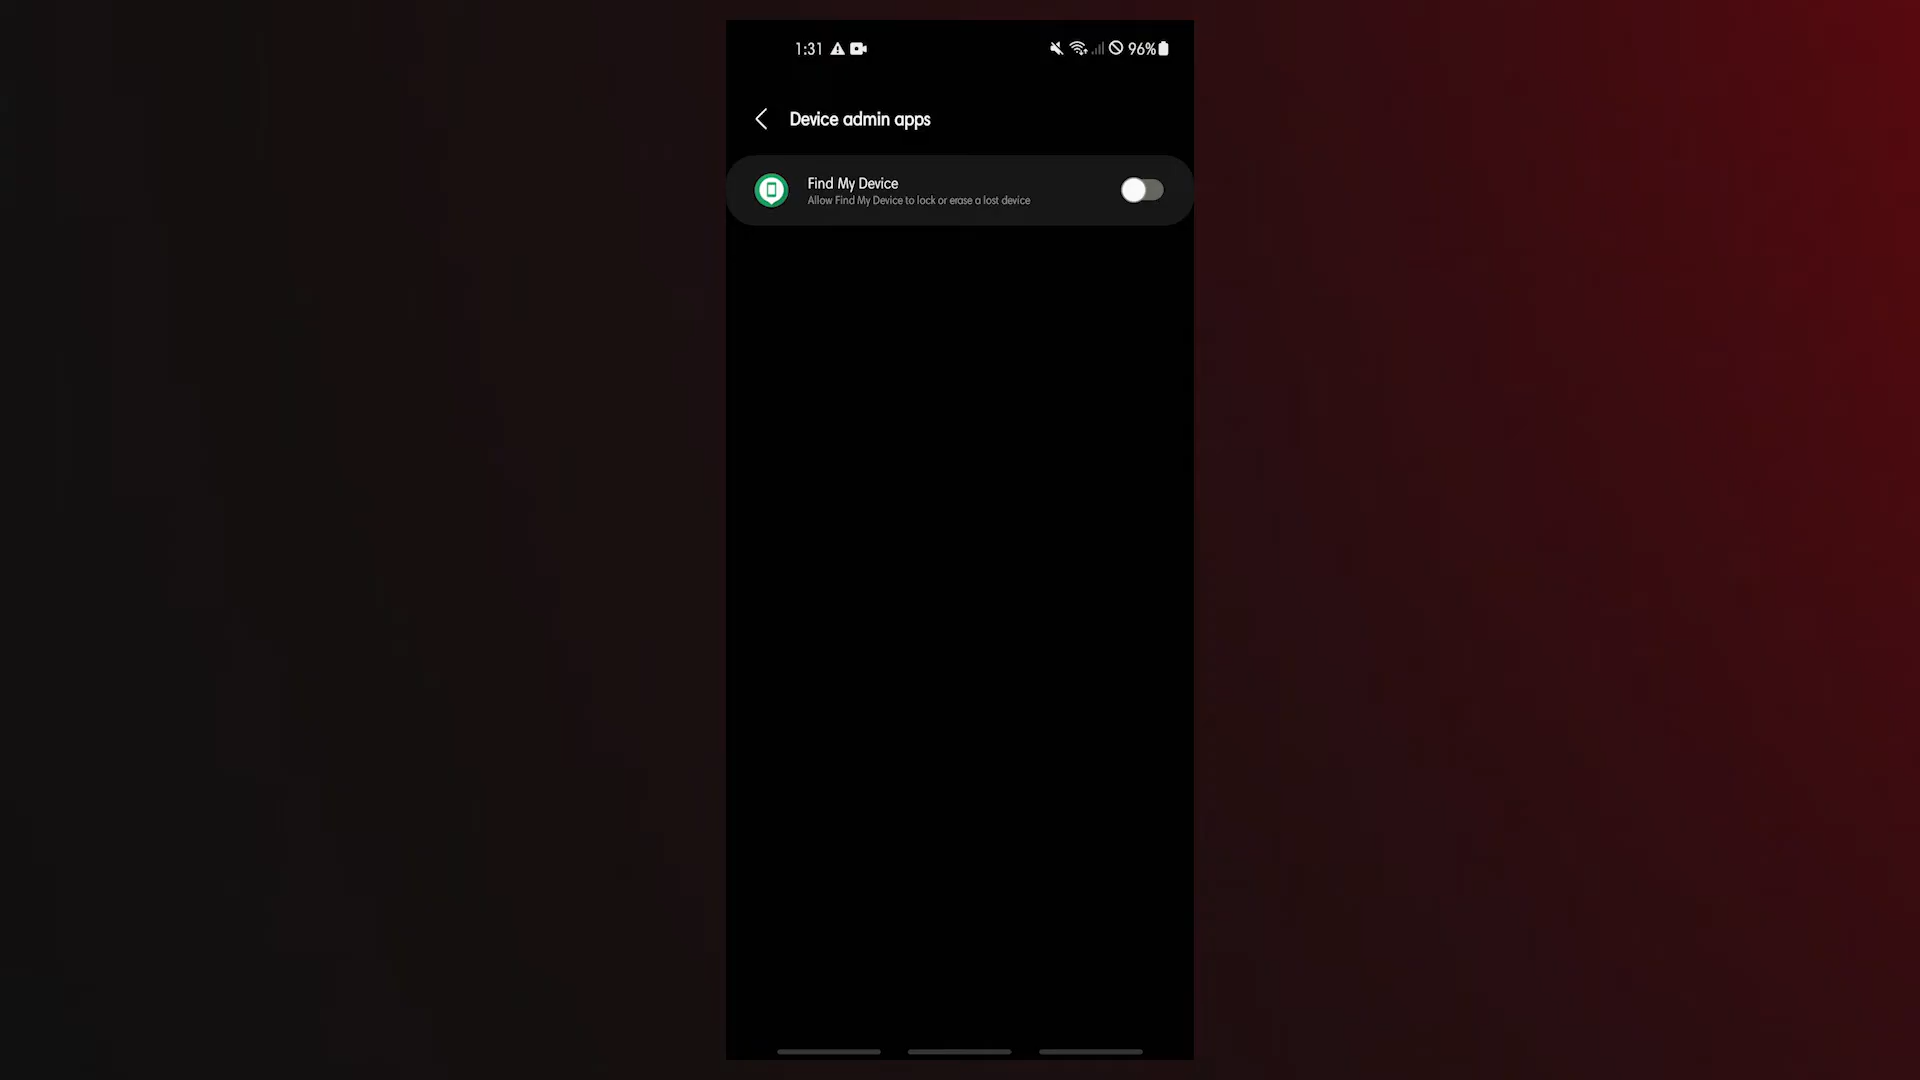 1:31
96%
Device admin apps
Find My Device
Allow Find My Device to lock or erase a lost device